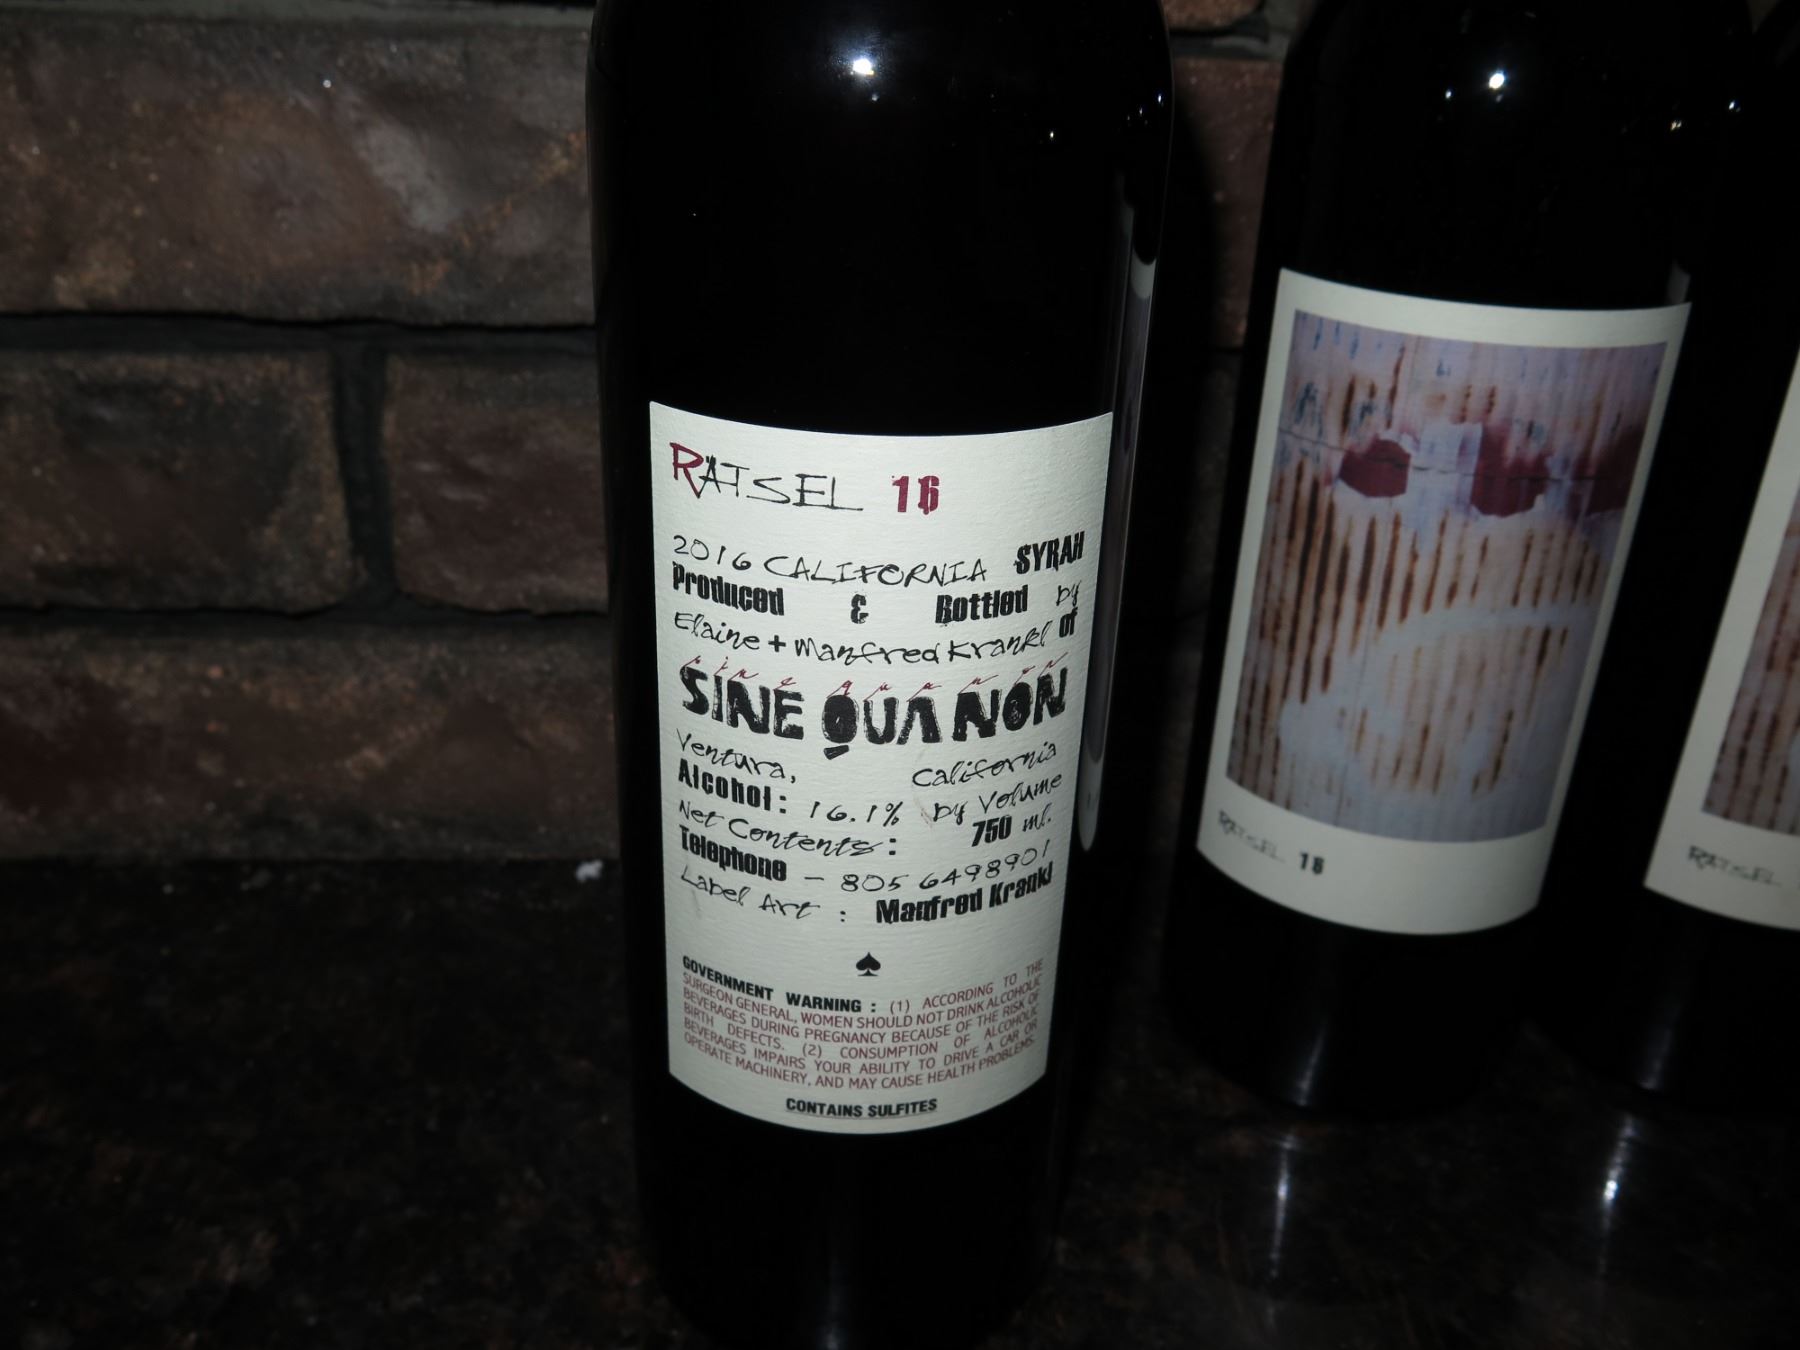 RÄTSEL 16
2016 CALIFORNIA SYRAH
Produced & Bottled by
Elaine + Manfred Krankl of
sine qua non
SINE QUA NON
Ventura, California
Alcohol: 16.1% by Volume
Net Contents: 750 ml.
Telephone - 805 6498901
Label Art : Manfred Krankl
GOVERNMENT WARNING : (1) ACCORDING TO THE
SURGEON GENERAL, WOMEN SHOULD NOT DRINK ALCOHOLIC
BEVERAGES DURING PREGNANCY BECAUSE OF THE RISK OF
BIRTH DEFECTS. (2) CONSUMPTION OF ALCOHOLIC
BEVERAGES IMPAIRS YOUR ABILITY TO DRIVE A CAR OR
OPERATE MACHINERY, AND MAY CAUSE HEALTH PROBLEMS.
CONTAINS SULFITES
RÄTSEL 16
RÄTSEL